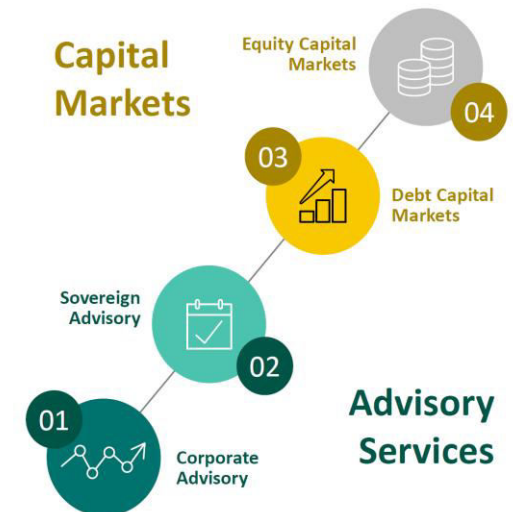 Capital
Markets
Equity Capital
Markets
04
03
Debt Capital
Markets
Sovereign
Advisory
02
01
Corporate
Advisory
Advisory
Services